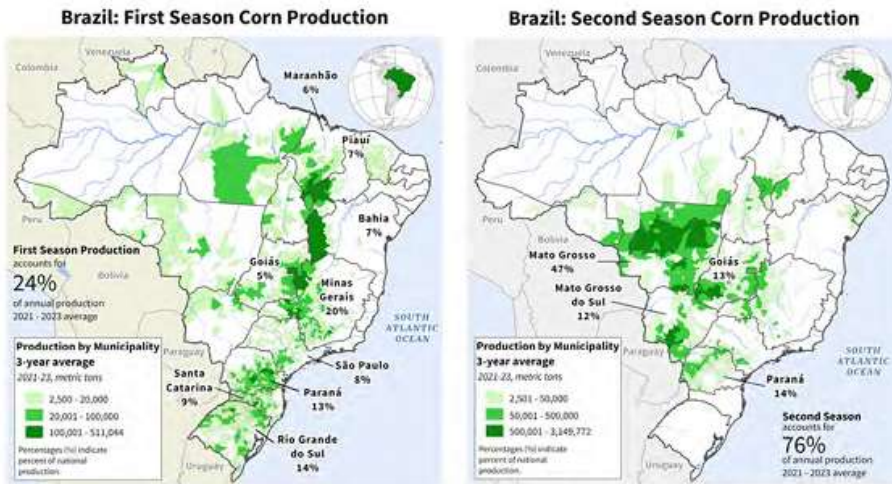 Brazil: First Season Corn Production
Venezuela
Colombia
Maranhão
6%
Piauí
7%
Peru
Bahia
7%
First Season Production
accounts for
24%
of annual production
2021 - 2023 average
Bolivia
Goiás
5%
Minas
Gerais
20%
SOUTH
ATLANTIC
OCEAN
Production by Municipality
3-year average
2021-23, metric tons
2,500 - 20,000
20,001 - 100,000
100,001 - 511,044
Percentages (%) indicate
percent of national
production.
Paraguay
Santa
Catarina
9%
São Paulo
8%
Paraná
13%
Rio Grande
do Sul
14%
Uruguay
Brazil: Second Season Corn Production
Venezuela
Colombia
Peru
Bolivia
Mato Grosso
47%
Goiás
13%
Mato Grosso
do Sul
12%
Paraguay
SOUTH
ATLANTIC
OCEAN
Production by Municipality
3-year average
2021-23, metric tons
2,501 - 50,000
50,001 - 500,000
500,001 - 3,149,772
Percentages (%) indicate
percent of national
production.
Paraná
14%
Second Season
accounts for
76%
of annual production
2021 - 2023 average
Uruguay